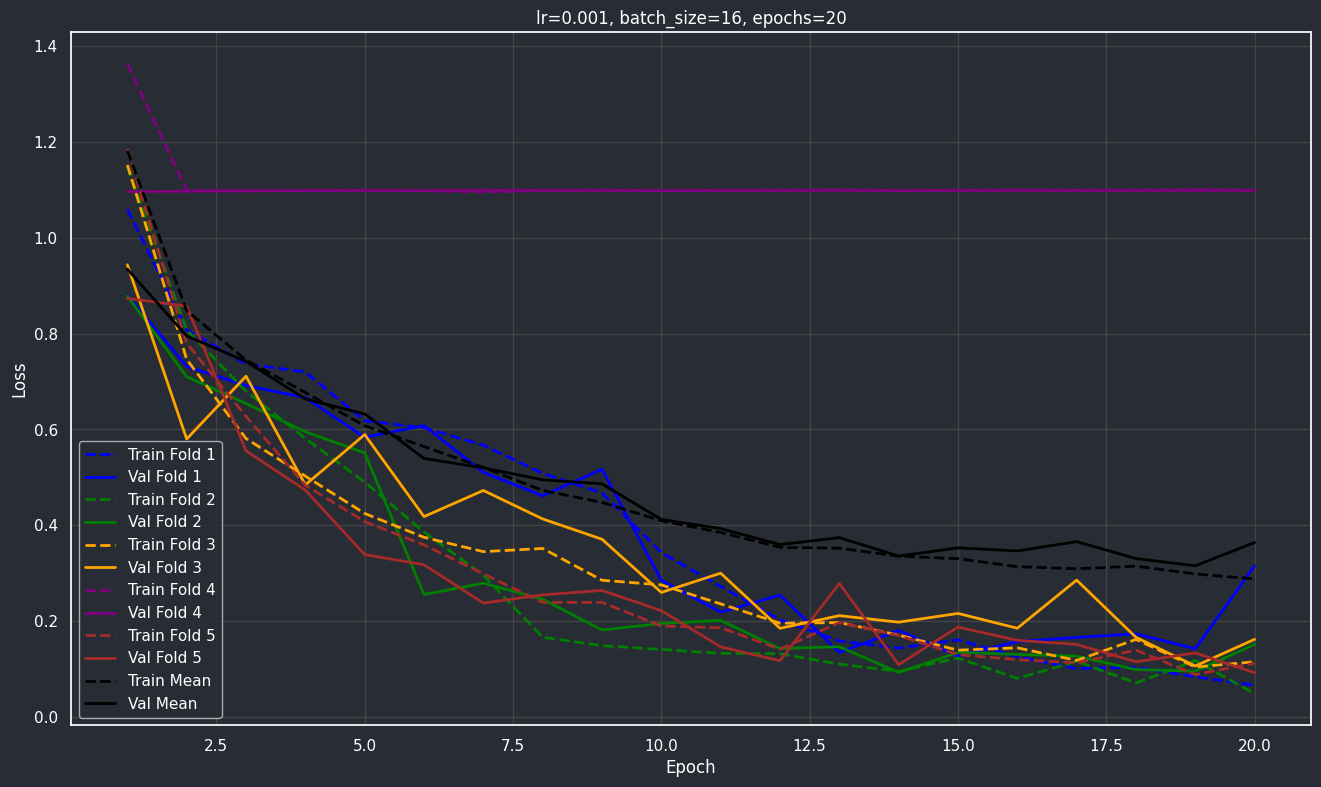 lr=0.001, batch_size=16, epochs=20
Loss
1.4
1.2
1.0
0.8
0.6
0.4
0.2
0.0
Train Fold 1
Val Fold 1
Train Fold 2
Val Fold 2
Train Fold 3
Val Fold 3
Train Fold 4
Val Fold 4
Train Fold 5
Val Fold 5
Train Mean
Val Mean
2.5 5.0 7.5 10.0 12.5 15.0 17.5 20.0
Epoch